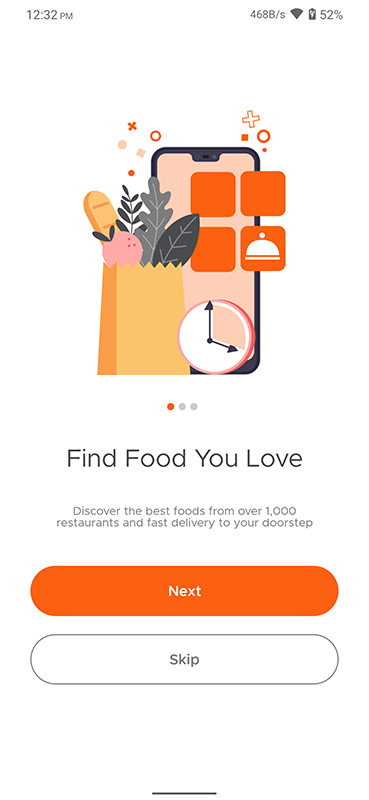 12:32 PM 468B/s 52%
Find Food You Love
Discover the best foods from over 1,000
restaurants and fast delivery to your doorstep
Next
Skip